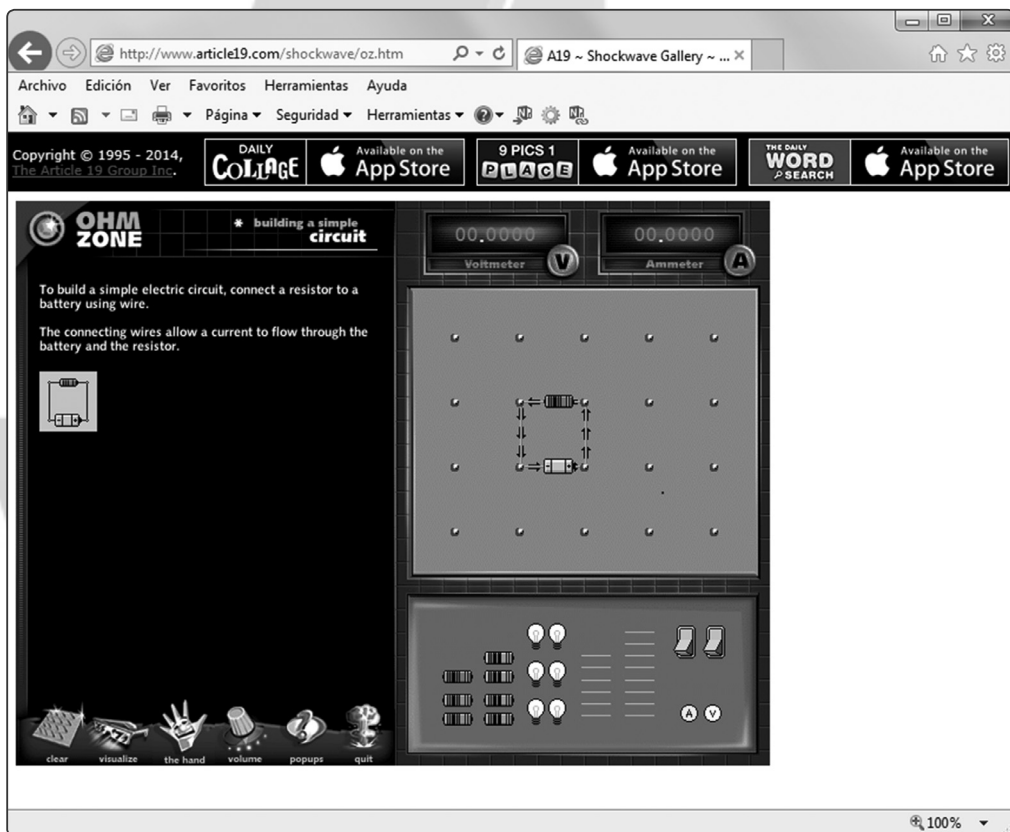 http://www.article19.com/shockwave/oz.htm
A19 ~ Shockwave Gallery ~ ...
Archivo Edición Ver Favoritos Herramientas Ayuda
Página Seguridad Herramientas
Copyright © 1995 - 2014,
The Article 19 Group Inc.
DAILY
COLLAGE
Available on the
App Store
9 PICS 1
PLACE
Available on the
App Store
THE DAILY
WORD
SEARCH
Available on the
App Store
OHM
ZONE
* building a simple
circuit
To build a simple electric circuit, connect a resistor to a
battery using wire.
The connecting wires allow a current to flow through the
battery and the resistor.
00.0000
Voltmeter V
00.0000
Ammeter A
A V
clear visualize the hand volume popups quit
100%